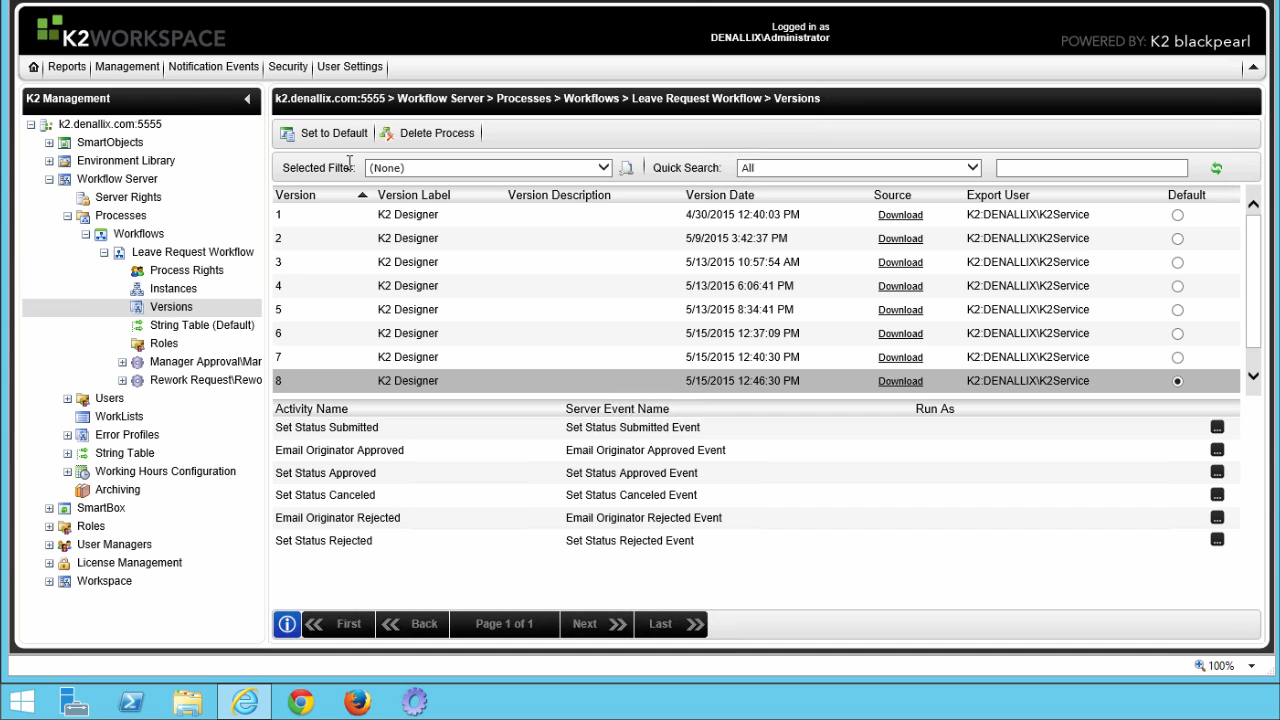 K2WORKSPACE
Logged in as
DENALLIX\Administrator
POWERED BY: K2 blackpearl
Reports Management Notification Events Security User Settings
K2 Management
k2.denallix.com:5555
SmartObjects
Environment Library
Workflow Server
Server Rights
Processes
Workflows
Leave Request Workflow
Process Rights
Instances
Versions
String Table (Default)
Roles
Manager Approval\Mar
Rework Request\Rewo
Users
WorkLists
Error Profiles
String Table
Working Hours Configuration
Archiving
SmartBox
Roles
User Managers
License Management
Workspace
k2.denallix.com:5555 > Workflow Server > Processes > Workflows > Leave Request Workflow > Versions
Set to Default Delete Process
Selected Filter: (None) Quick Search: All
Version Version Label Version Description Version Date Source Export User Default
1 K2 Designer 4/30/2015 12:40:03 PM Download K2:DENALLIX\K2Service
2 K2 Designer 5/9/2015 3:42:37 PM Download K2:DENALLIX\K2Service
3 K2 Designer 5/13/2015 10:57:54 AM Download K2:DENALLIX\K2Service
4 K2 Designer 5/13/2015 6:06:41 PM Download K2:DENALLIX\K2Service
5 K2 Designer 5/13/2015 8:34:41 PM Download K2:DENALLIX\K2Service
6 K2 Designer 5/15/2015 12:37:09 PM Download K2:DENALLIX\K2Service
7 K2 Designer 5/15/2015 12:40:30 PM Download K2:DENALLIX\K2Service
8 K2 Designer 5/15/2015 12:46:30 PM Download K2:DENALLIX\K2Service
Activity Name Server Event Name Run As
Set Status Submitted Set Status Submitted Event ...
Email Originator Approved Email Originator Approved Event ...
Set Status Approved Set Status Approved Event ...
Set Status Canceled Set Status Canceled Event ...
Email Originator Rejected Email Originator Rejected Event ...
Set Status Rejected Set Status Rejected Event ...
First Back Page 1 of 1 Next Last
100%